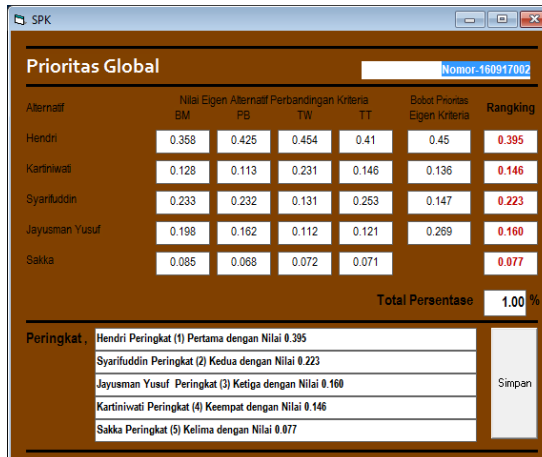 SPK
Prioritas Global
Nomor-160917002
Alternatif Nilai Eigen Alternatif Perbandingan Kriteria Bobot Prioritas Rangking
BM PB TW TT Eigen Kriteria
Hendri 0.358 0.425 0.454 0.41 0.45 0.395
Kartiniwati 0.128 0.113 0.231 0.146 0.136 0.146
Syarifuddin 0.233 0.232 0.131 0.253 0.147 0.223
Jayusman Yusuf 0.198 0.162 0.112 0.121 0.269 0.160
Sakka 0.085 0.068 0.072 0.071 0.077
Total Persentase 1.00 %
Peringkat , Hendri Peringkat (1) Pertama dengan Nilai 0.395
Syarifuddin Peringkat (2) Kedua dengan Nilai 0.223
Jayusman Yusuf Peringkat (3) Ketiga dengan Nilai 0.160
Kartiniwati Peringkat (4) Keempat dengan Nilai 0.146
Sakka Peringkat (5) Kelima dengan Nilai 0.077
Simpan